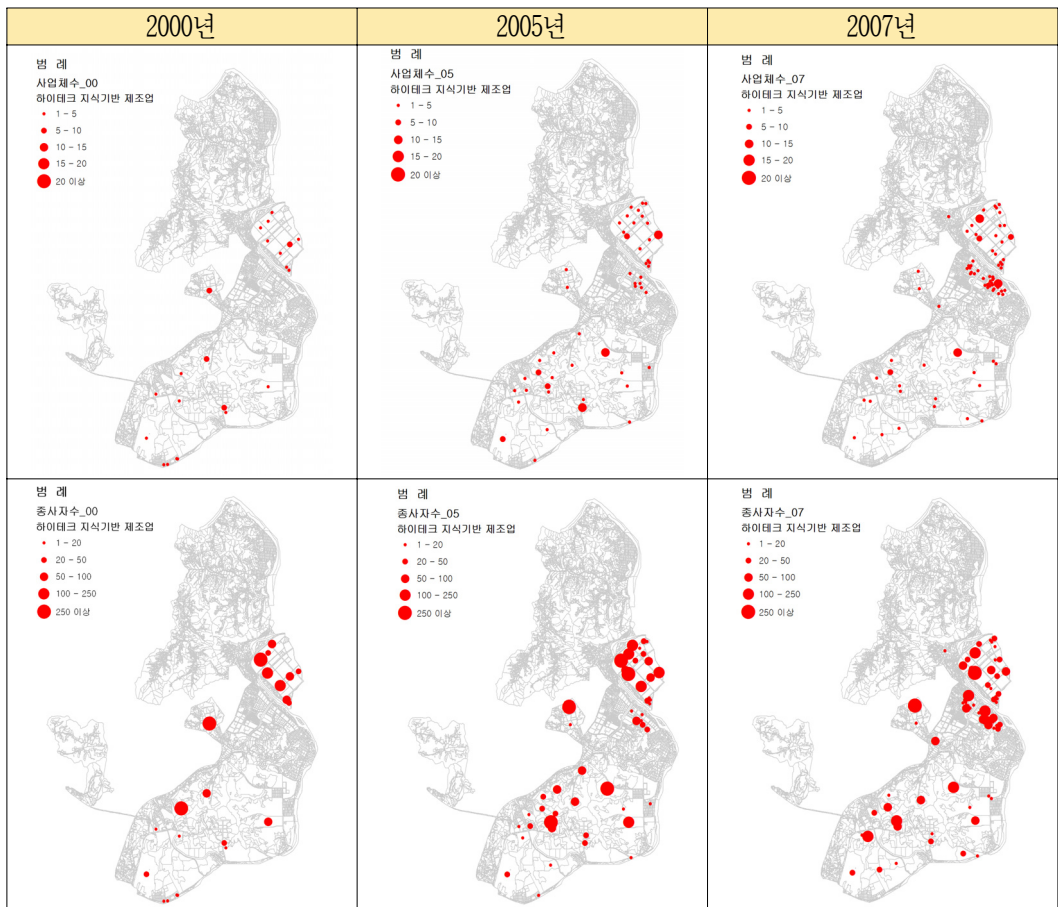 2000년
2005년
2007년
범 례
사업체수_00
하이테크 지식기반 제조업
1 - 5
5 - 10
10 - 15
15 - 20
20 이상
범 례
사업체수_05
하이테크 지식기반 제조업
1 - 5
5 - 10
10 - 15
15 - 20
20 이상
범 례
사업체수_07
하이테크 지식기반 제조업
1 - 5
5 - 10
10 - 15
15 - 20
20 이상
범 례
종사자수_00
하이테크 지식기반 제조업
1 - 20
20 - 50
50 - 100
100 - 250
250 이상
범 례
종사자수_05
하이테크 지식기반 제조업
1 - 20
20 - 50
50 - 100
100 - 250
250 이상
범 례
종사자수_07
하이테크 지식기반 제조업
1 - 20
20 - 50
50 - 100
100 - 250
250 이상